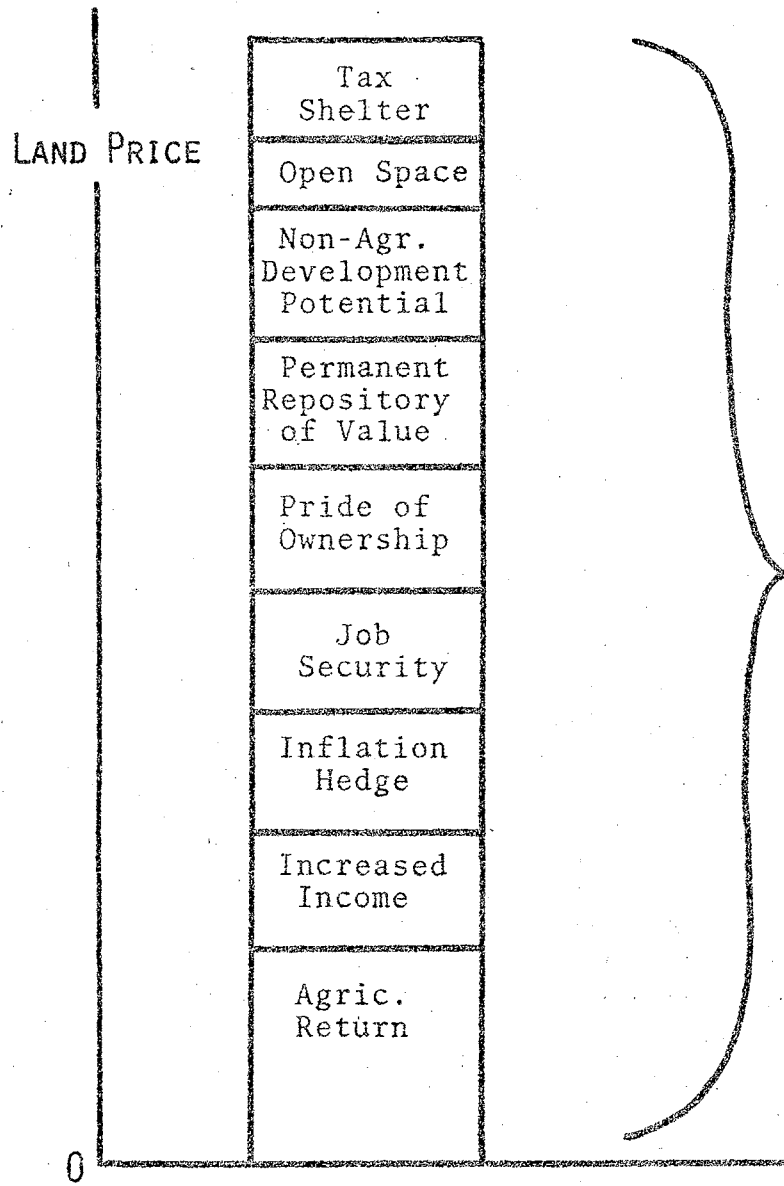 Tax
Shelter
LAND PRICE
Open Space
Non-Agr.
Development
Potential
Permanent
Repository
of Value
Pride of
Ownership
Job
Security
Inflation
Hedge
Increased
Income
Agric.
Return
0